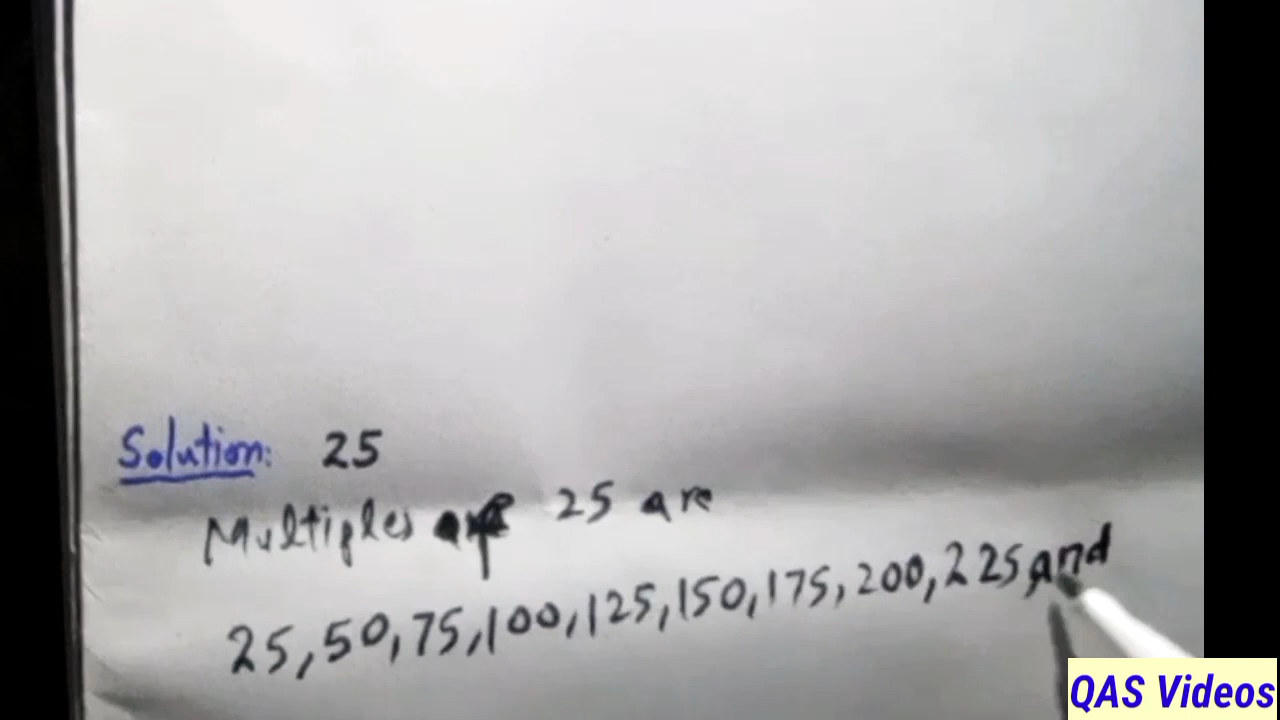 Solution: 25
Multiples of 25 are
25, 50, 75, 100, 125, 150, 175, 200, 225, and
QAS Videos